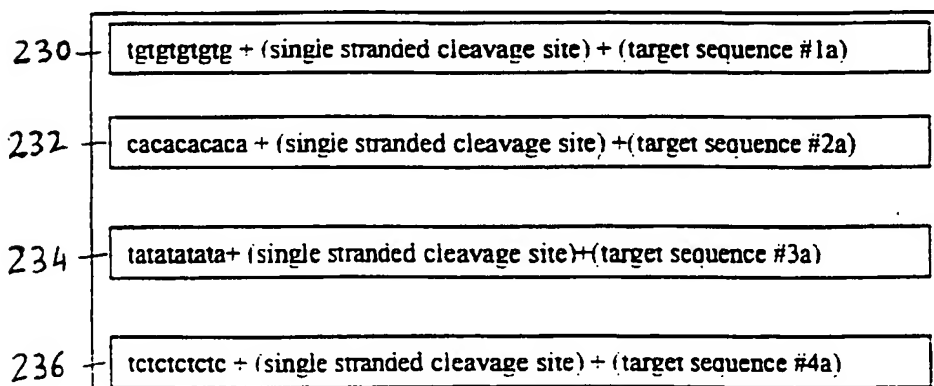 230 tgtgtgtgtg + (single stranded cleavage site) + (target sequence #1a)
232 cacacacaca + (single stranded cleavage site) +(target sequence #2a)
234 tatatatata+ (single stranded cleavage site)+(target sequence #3a)
236 tctctctctc + (single stranded cleavage site) + (target sequence #4a)